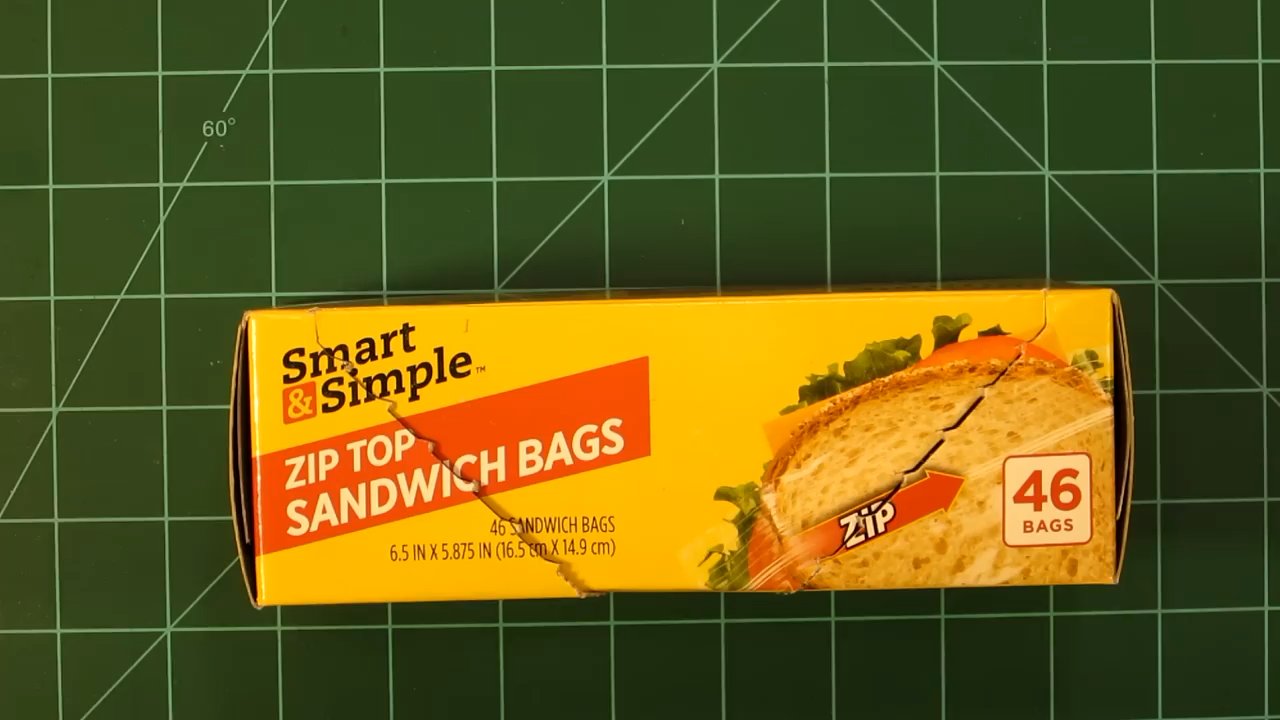 60°
Smart
& Simple™
ZIP TOP
SANDWICH BAGS
46 SANDWICH BAGS
6.5 IN X 5.875 IN (16.5 cm X 14.9 cm)
ZIP
46
BAGS